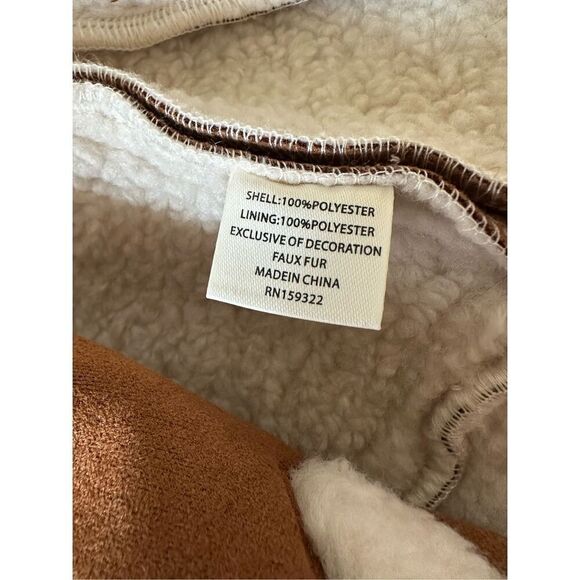 SHELL:100%POLYESTER
LINING:100%POLYESTER
EXCLUSIVE OF DECORATION
FAUX FUR
MADEIN CHINA
RN159322